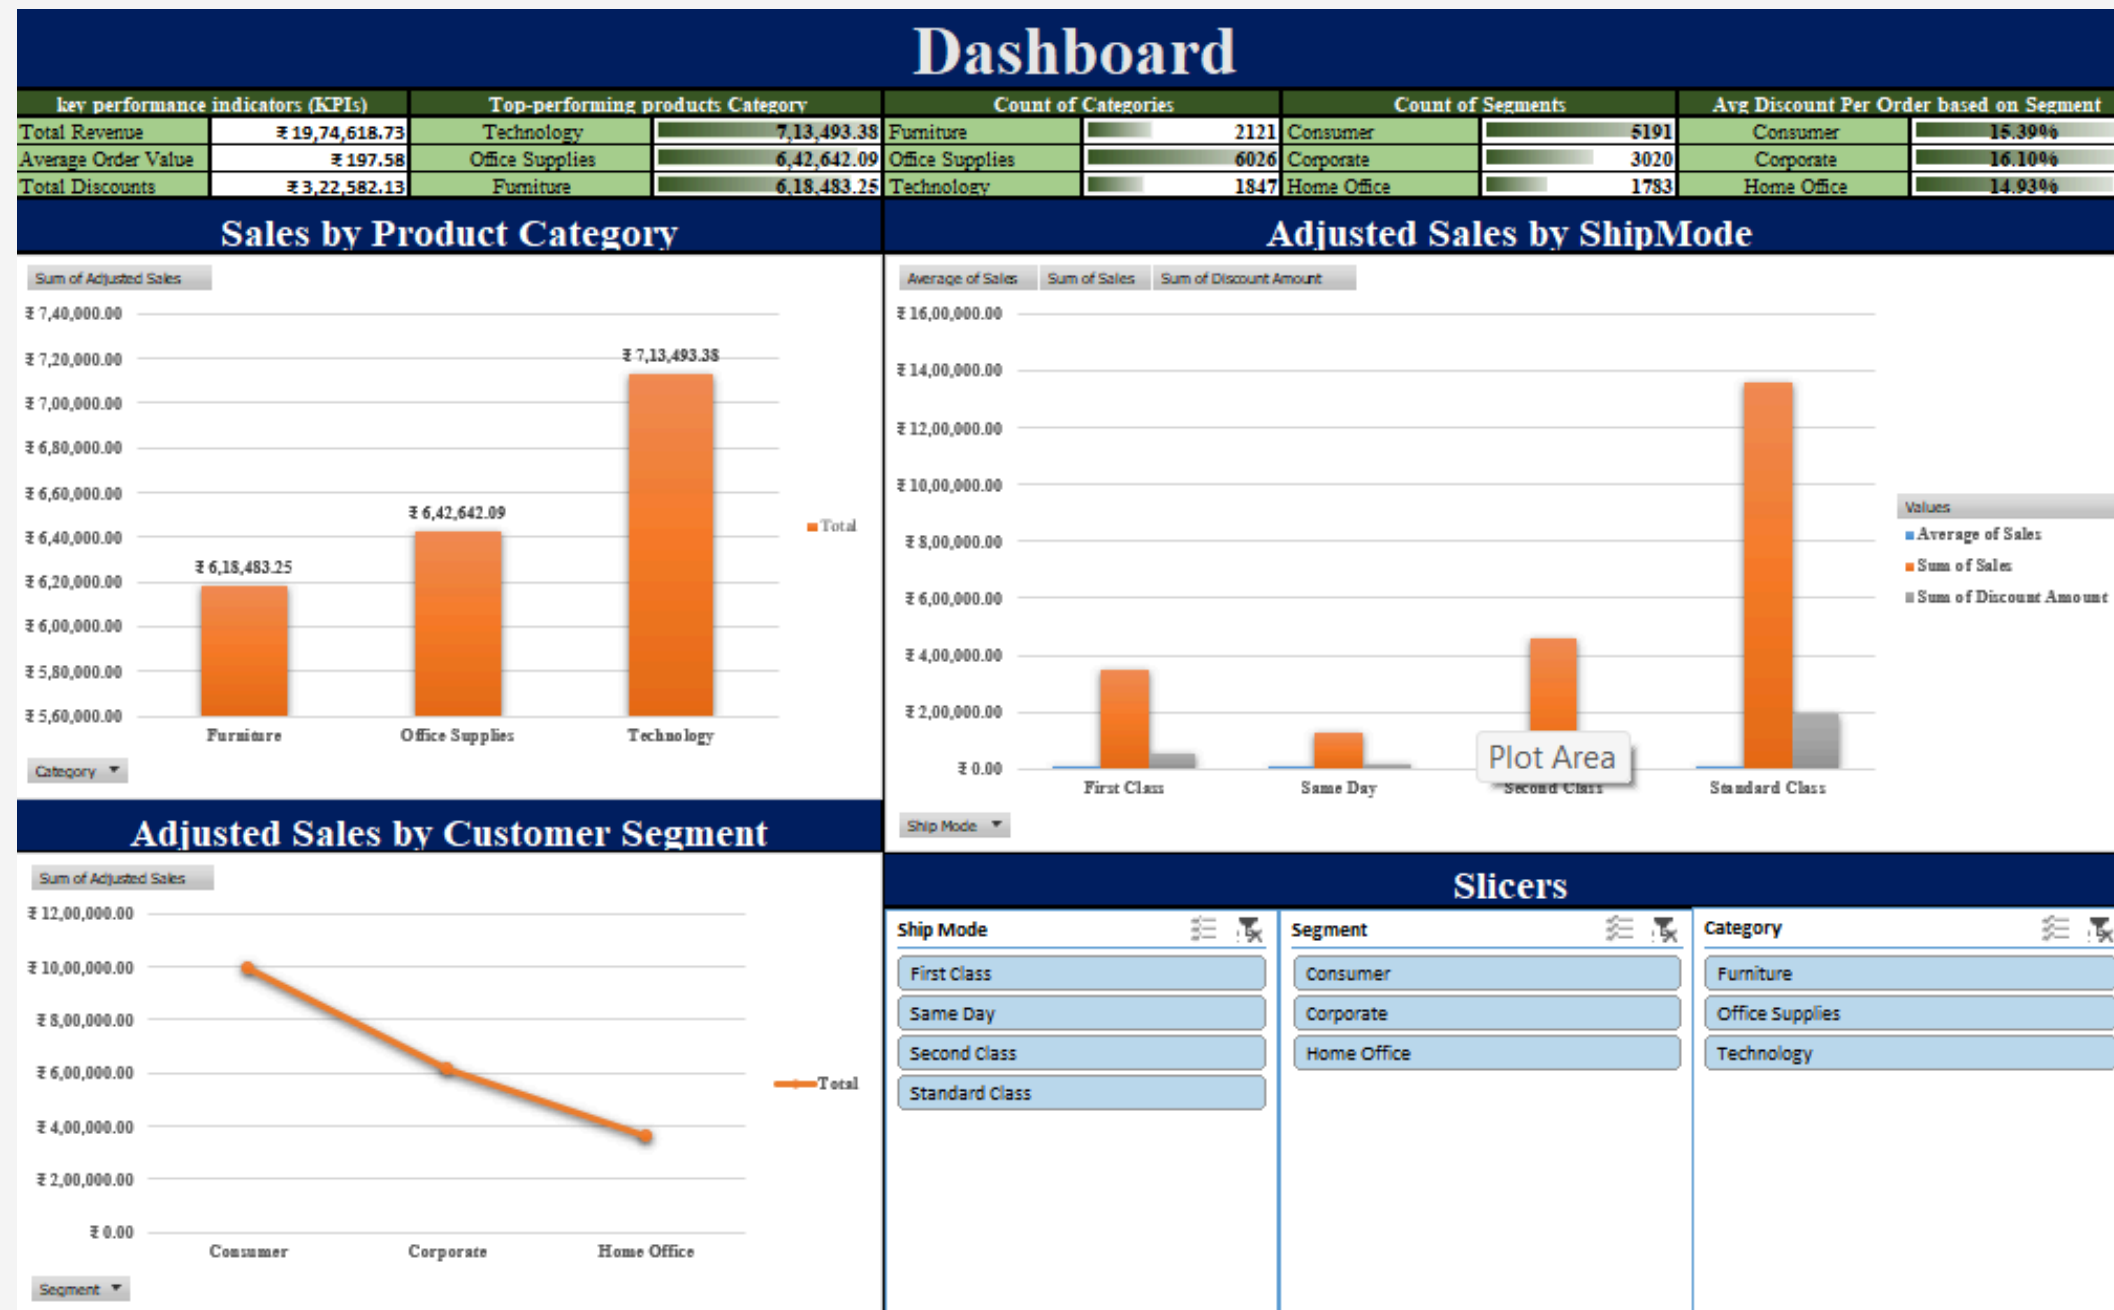 Dashboard
key performance indicators (KPIs) Top-performing products Category Count of Categories Count of Segments Avg Discount Per Order based on Segment
Total Revenue ₹ 19,74,618.73 Technology 7,13,493.38 Furniture 2121 Consumer 5191 Consumer 15.39%
Average Order Value ₹ 197.58 Office Supplies 6,42,642.09 Office Supplies 6026 Corporate 3020 Corporate 16.10%
Total Discounts ₹ 3,22,582.13 Furniture 6,18,483.25 Technology 1847 Home Office 1783 Home Office 14.93%
Sales by Product Category
Sum of Adjusted Sales
₹ 7,40,000.00
₹ 7,20,000.00
₹ 7,00,000.00
₹ 6,80,000.00
₹ 6,60,000.00
₹ 6,40,000.00
₹ 6,20,000.00
₹ 6,00,000.00
₹ 5,80,000.00
₹ 5,60,000.00
₹ 6,18,483.25
₹ 6,42,642.09
₹ 7,13,493.38
Furniture Office Supplies Technology
Total
Category
Adjusted Sales by ShipMode
Average of Sales Sum of Sales Sum of Discount Amount
₹ 16,00,000.00
₹ 14,00,000.00
₹ 12,00,000.00
₹ 10,00,000.00
₹ 8,00,000.00
₹ 6,00,000.00
₹ 4,00,000.00
₹ 2,00,000.00
₹ 0.00
Plot Area
First Class Same Day Second Class Standard Class
Values
Average of Sales
Sum of Sales
Sum of Discount Amount
Ship Mode
Adjusted Sales by Customer Segment
Sum of Adjusted Sales
₹ 12,00,000.00
₹ 10,00,000.00
₹ 8,00,000.00
₹ 6,00,000.00
₹ 4,00,000.00
₹ 2,00,000.00
₹ 0.00
Consumer Corporate Home Office
Total
Segment
Slicers
Ship Mode
First Class
Same Day
Second Class
Standard Class
Segment
Consumer
Corporate
Home Office
Category
Furniture
Office Supplies
Technology